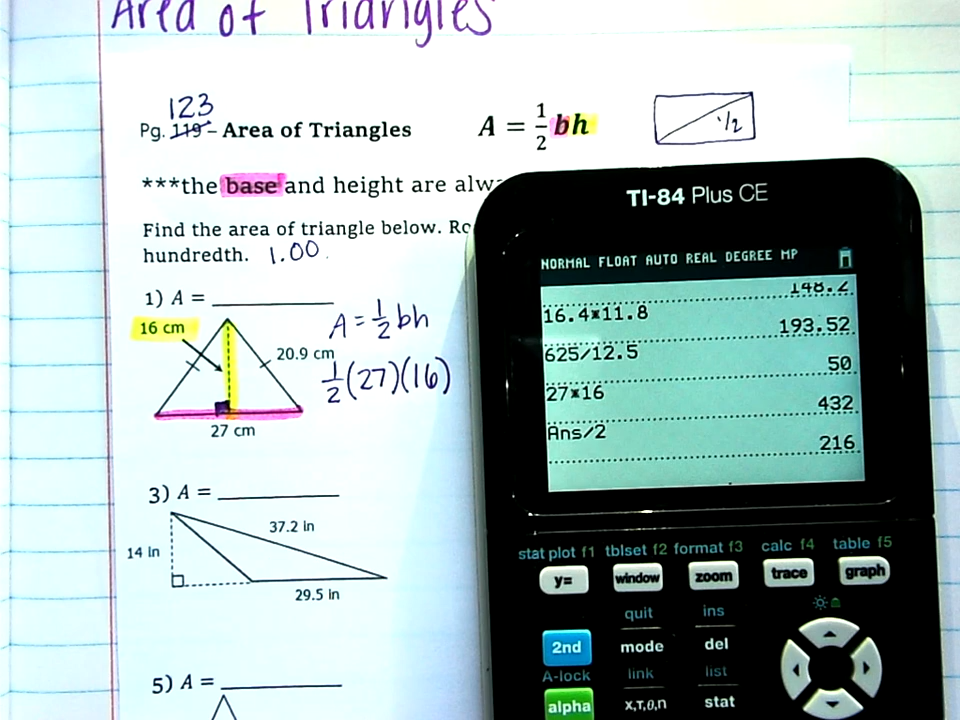 Area of Triangles
123
Pg. 119 – Area of Triangles
A = 1/2 bh
1/2
***the base and height are alw
Find the area of triangle below. Ro
hundredth. 1.00
1) A =
16 cm
20.9 cm
27 cm
A = 1/2 bh
1/2 (27)(16)
3) A =
37.2 in
14 in
29.5 in
5) A =
TI-84 Plus CE
NORMAL FLOAT AUTO REAL DEGREE MP
148.2
16.4*11.8
193.52
625/12.5
50
27*16
432
Ans/2
216
stat plot f1 tblset f2 format f3 calc f4 table f5
y= window zoom trace graph
quit ins
2nd mode del
A-lock link list
alpha X,T,θ,n stat